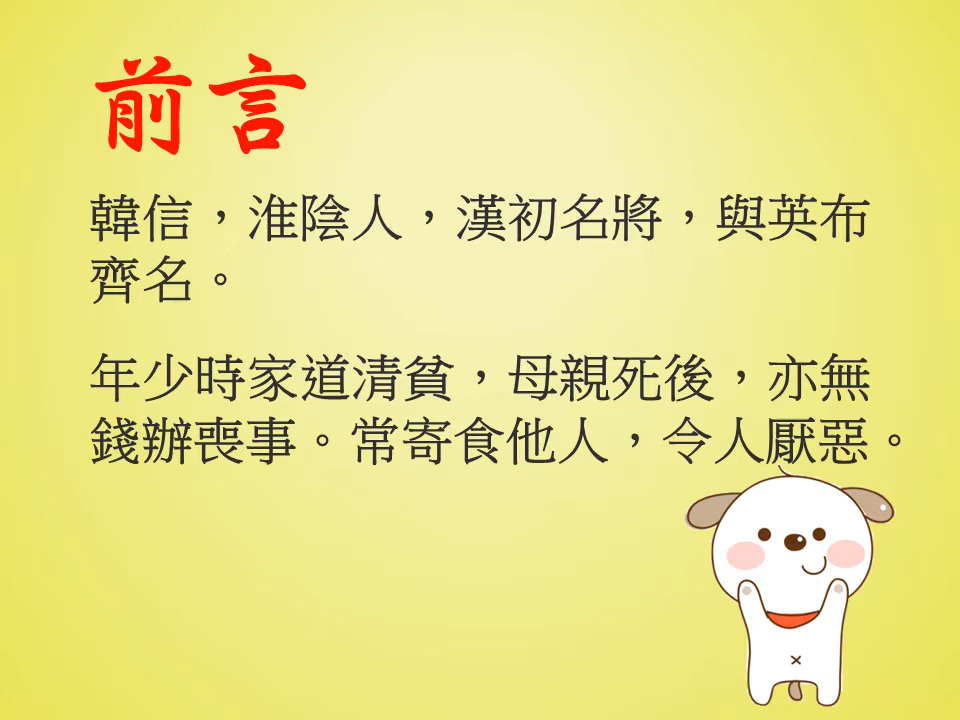 前言
韓信，淮陰人，漢初名將，與英布
齊名。
年少時家道清貧，母親死後，亦無
錢辦喪事。常寄食他人，令人厭惡。